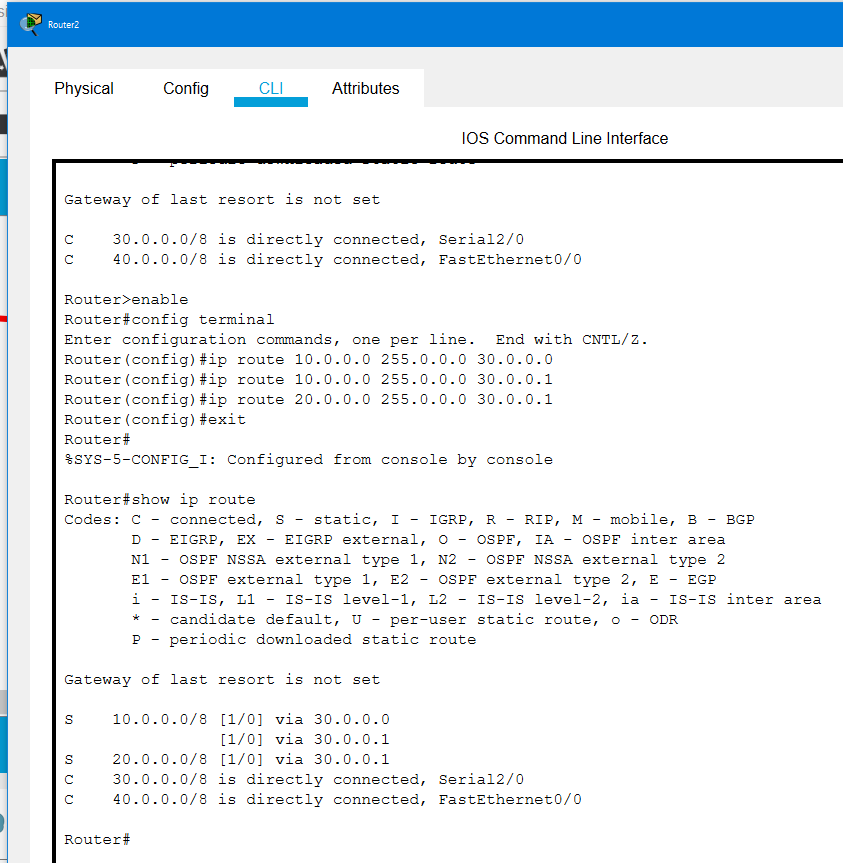 Router2
Physical Config CLI Attributes
IOS Command Line Interface
Gateway of last resort is not set
C    30.0.0.0/8 is directly connected, Serial2/0
C    40.0.0.0/8 is directly connected, FastEthernet0/0
Router>enable
Router#config terminal
Enter configuration commands, one per line.  End with CNTL/Z.
Router(config)#ip route 10.0.0.0 255.0.0.0 30.0.0.0
Router(config)#ip route 10.0.0.0 255.0.0.0 30.0.0.1
Router(config)#ip route 20.0.0.0 255.0.0.0 30.0.0.1
Router(config)#exit
Router#
%SYS-5-CONFIG_I: Configured from console by console
Router#show ip route
Codes: C - connected, S - static, I - IGRP, R - RIP, M - mobile, B - BGP
       D - EIGRP, EX - EIGRP external, O - OSPF, IA - OSPF inter area
       N1 - OSPF NSSA external type 1, N2 - OSPF NSSA external type 2
       E1 - OSPF external type 1, E2 - OSPF external type 2, E - EGP
       i - IS-IS, L1 - IS-IS level-1, L2 - IS-IS level-2, ia - IS-IS inter area
       * - candidate default, U - per-user static route, o - ODR
       P - periodic downloaded static route
Gateway of last resort is not set
S    10.0.0.0/8 [1/0] via 30.0.0.0
                [1/0] via 30.0.0.1
S    20.0.0.0/8 [1/0] via 30.0.0.1
C    30.0.0.0/8 is directly connected, Serial2/0
C    40.0.0.0/8 is directly connected, FastEthernet0/0
Router#